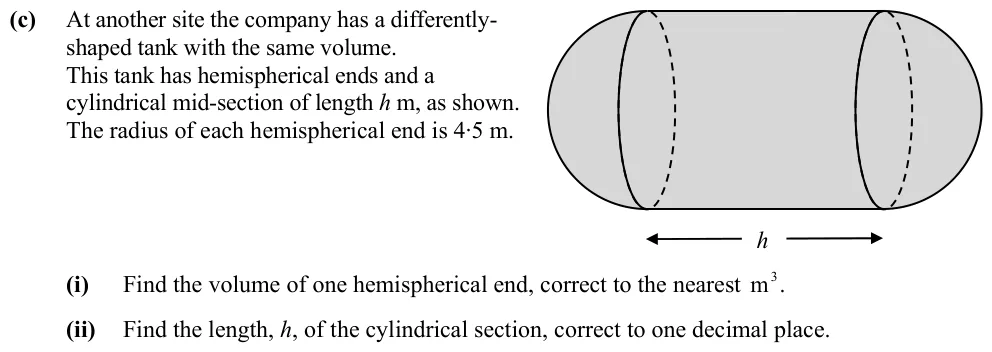 (c) At another site the company has a differently-
shaped tank with the same volume.
This tank has hemispherical ends and a
cylindrical mid-section of length h m, as shown.
The radius of each hemispherical end is 4·5 m.
h
(i) Find the volume of one hemispherical end, correct to the nearest m³.
(ii) Find the length, h, of the cylindrical section, correct to one decimal place.